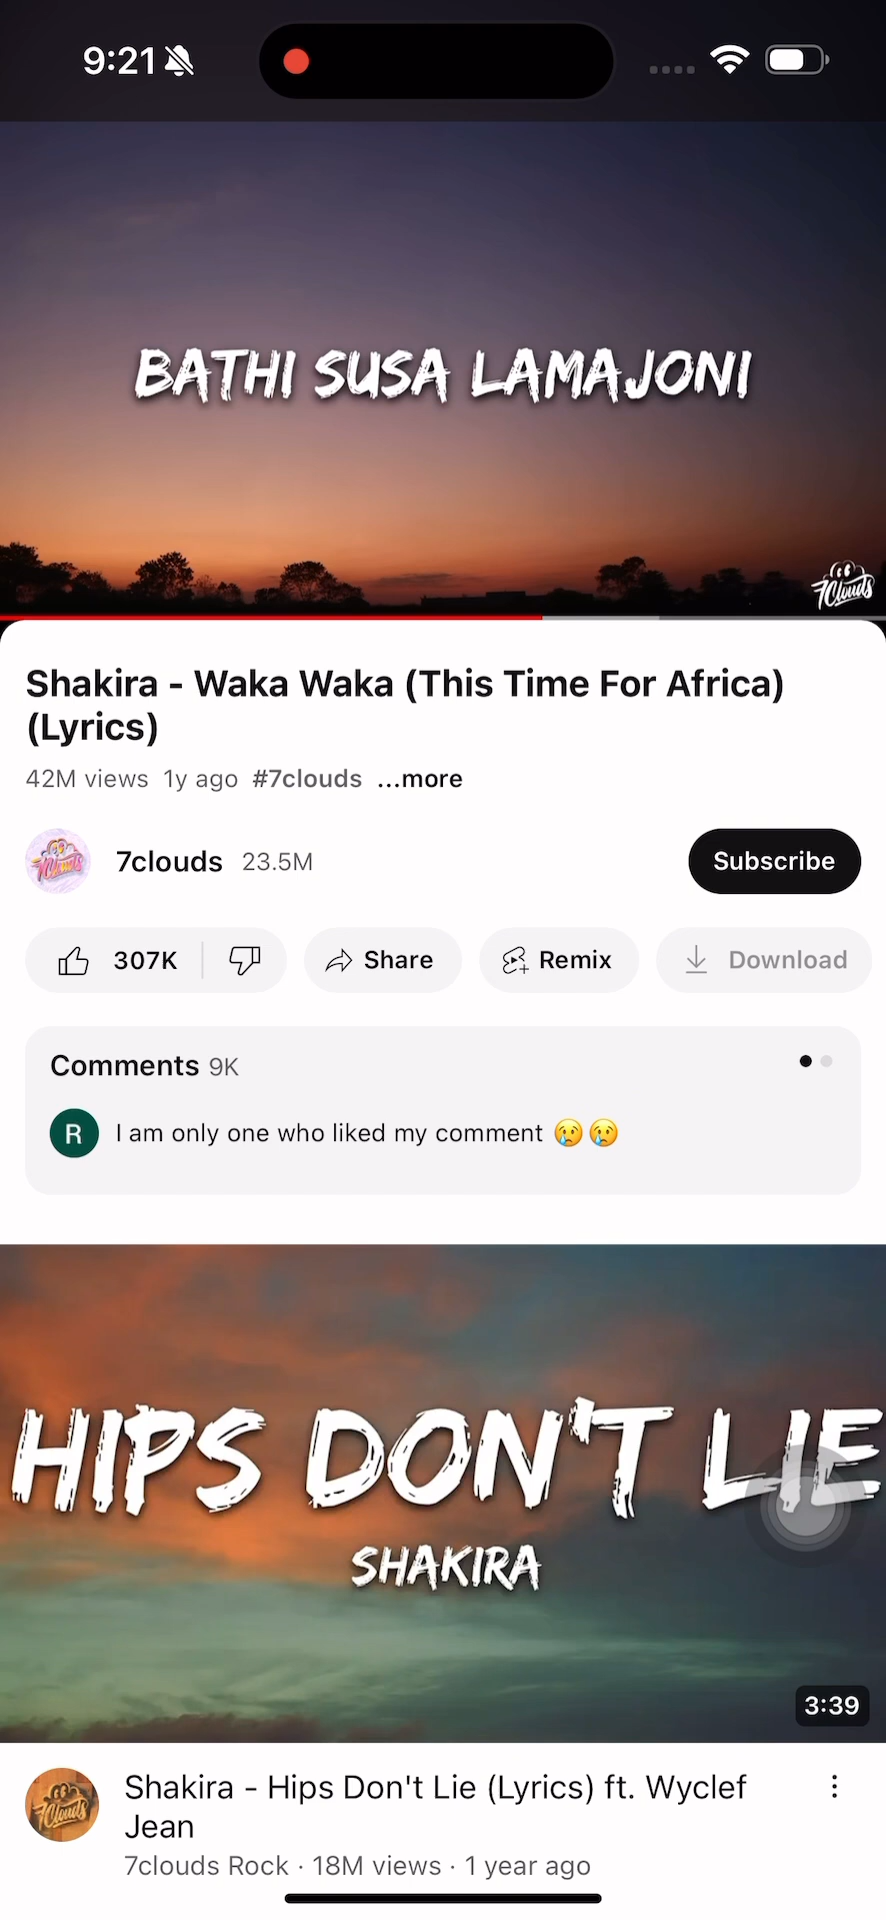 9:21
BATHI SUSA LAMAJONI
7Clouds
Shakira - Waka Waka (This Time For Africa)
(Lyrics)
42M views 1y ago #7clouds ...more
7Clouds
7clouds 23.5M
Subscribe
307K
Share
Remix
Download
Comments 9K
R
I am only one who liked my comment 😢😢
HIPS DON'T LIE
SHAKIRA
3:39
7Clouds
Shakira - Hips Don't Lie (Lyrics) ft. Wyclef
Jean
7clouds Rock · 18M views · 1 year ago